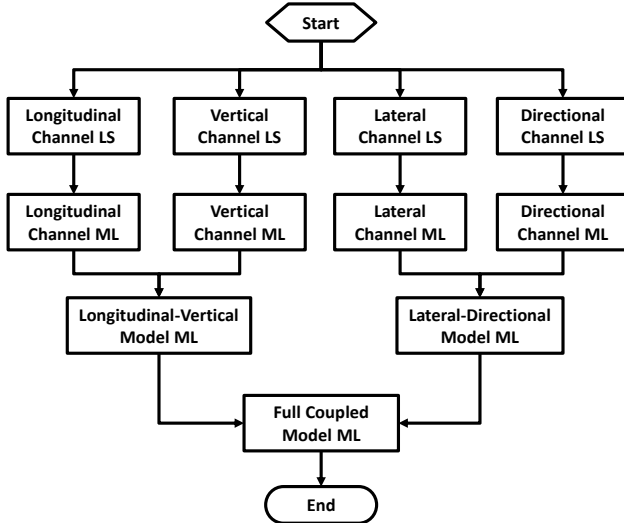 Start
Longitudinal
Channel LS
Vertical
Channel LS
Lateral
Channel LS
Directional
Channel LS
Longitudinal
Channel ML
Vertical
Channel ML
Lateral
Channel ML
Directional
Channel ML
Longitudinal-Vertical
Model ML
Lateral-Directional
Model ML
Full Coupled
Model ML
End